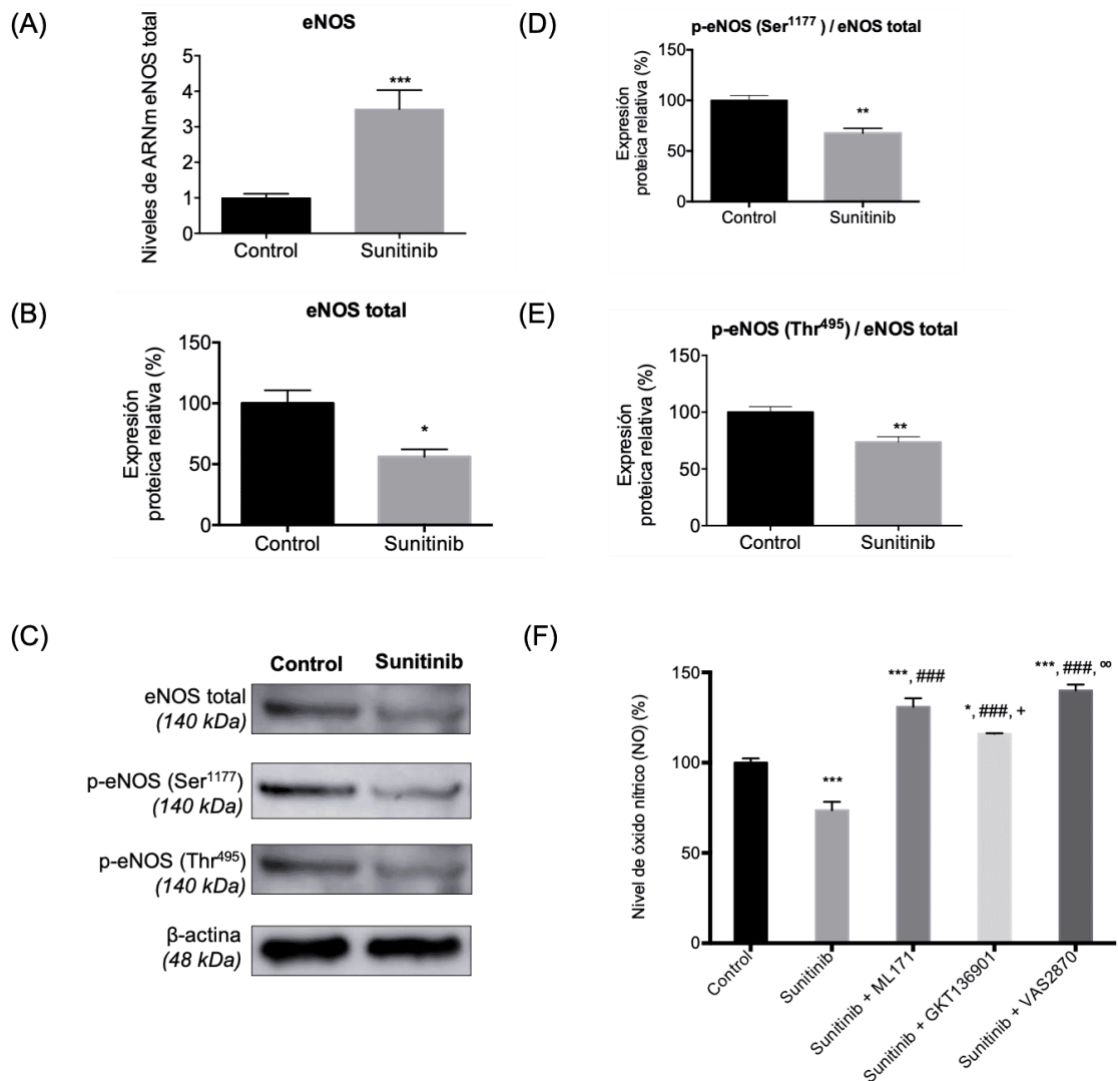 (A)
eNOS
Niveles de ARNm eNOS total
5
4
3
2
1
0
***
Control
Sunitinib
(D)
p-eNOS (Ser1177 ) / eNOS total
Expresión
proteica relativa (%)
150
100
50
0
**
Control
Sunitinib
(B)
eNOS total
Expresión
proteica relativa (%)
150
100
50
0
*
Control
Sunitinib
(E)
p-eNOS (Thr495) / eNOS total
Expresión
proteica relativa (%)
150
100
50
0
**
Control
Sunitinib
(C)
Control Sunitinib
eNOS total
(140 kDa)
p-eNOS (Ser1177)
(140 kDa)
p-eNOS (Thr495)
(140 kDa)
β-actina
(48 kDa)
(F)
Nivel de óxido nítrico (NO) (%)
150
100
50
0
***
***, ###
*, ###, +
***, ###, ∞
Control
Sunitinib
Sunitinib + ML171
Sunitinib + GKT136901
Sunitinib + VAS2870